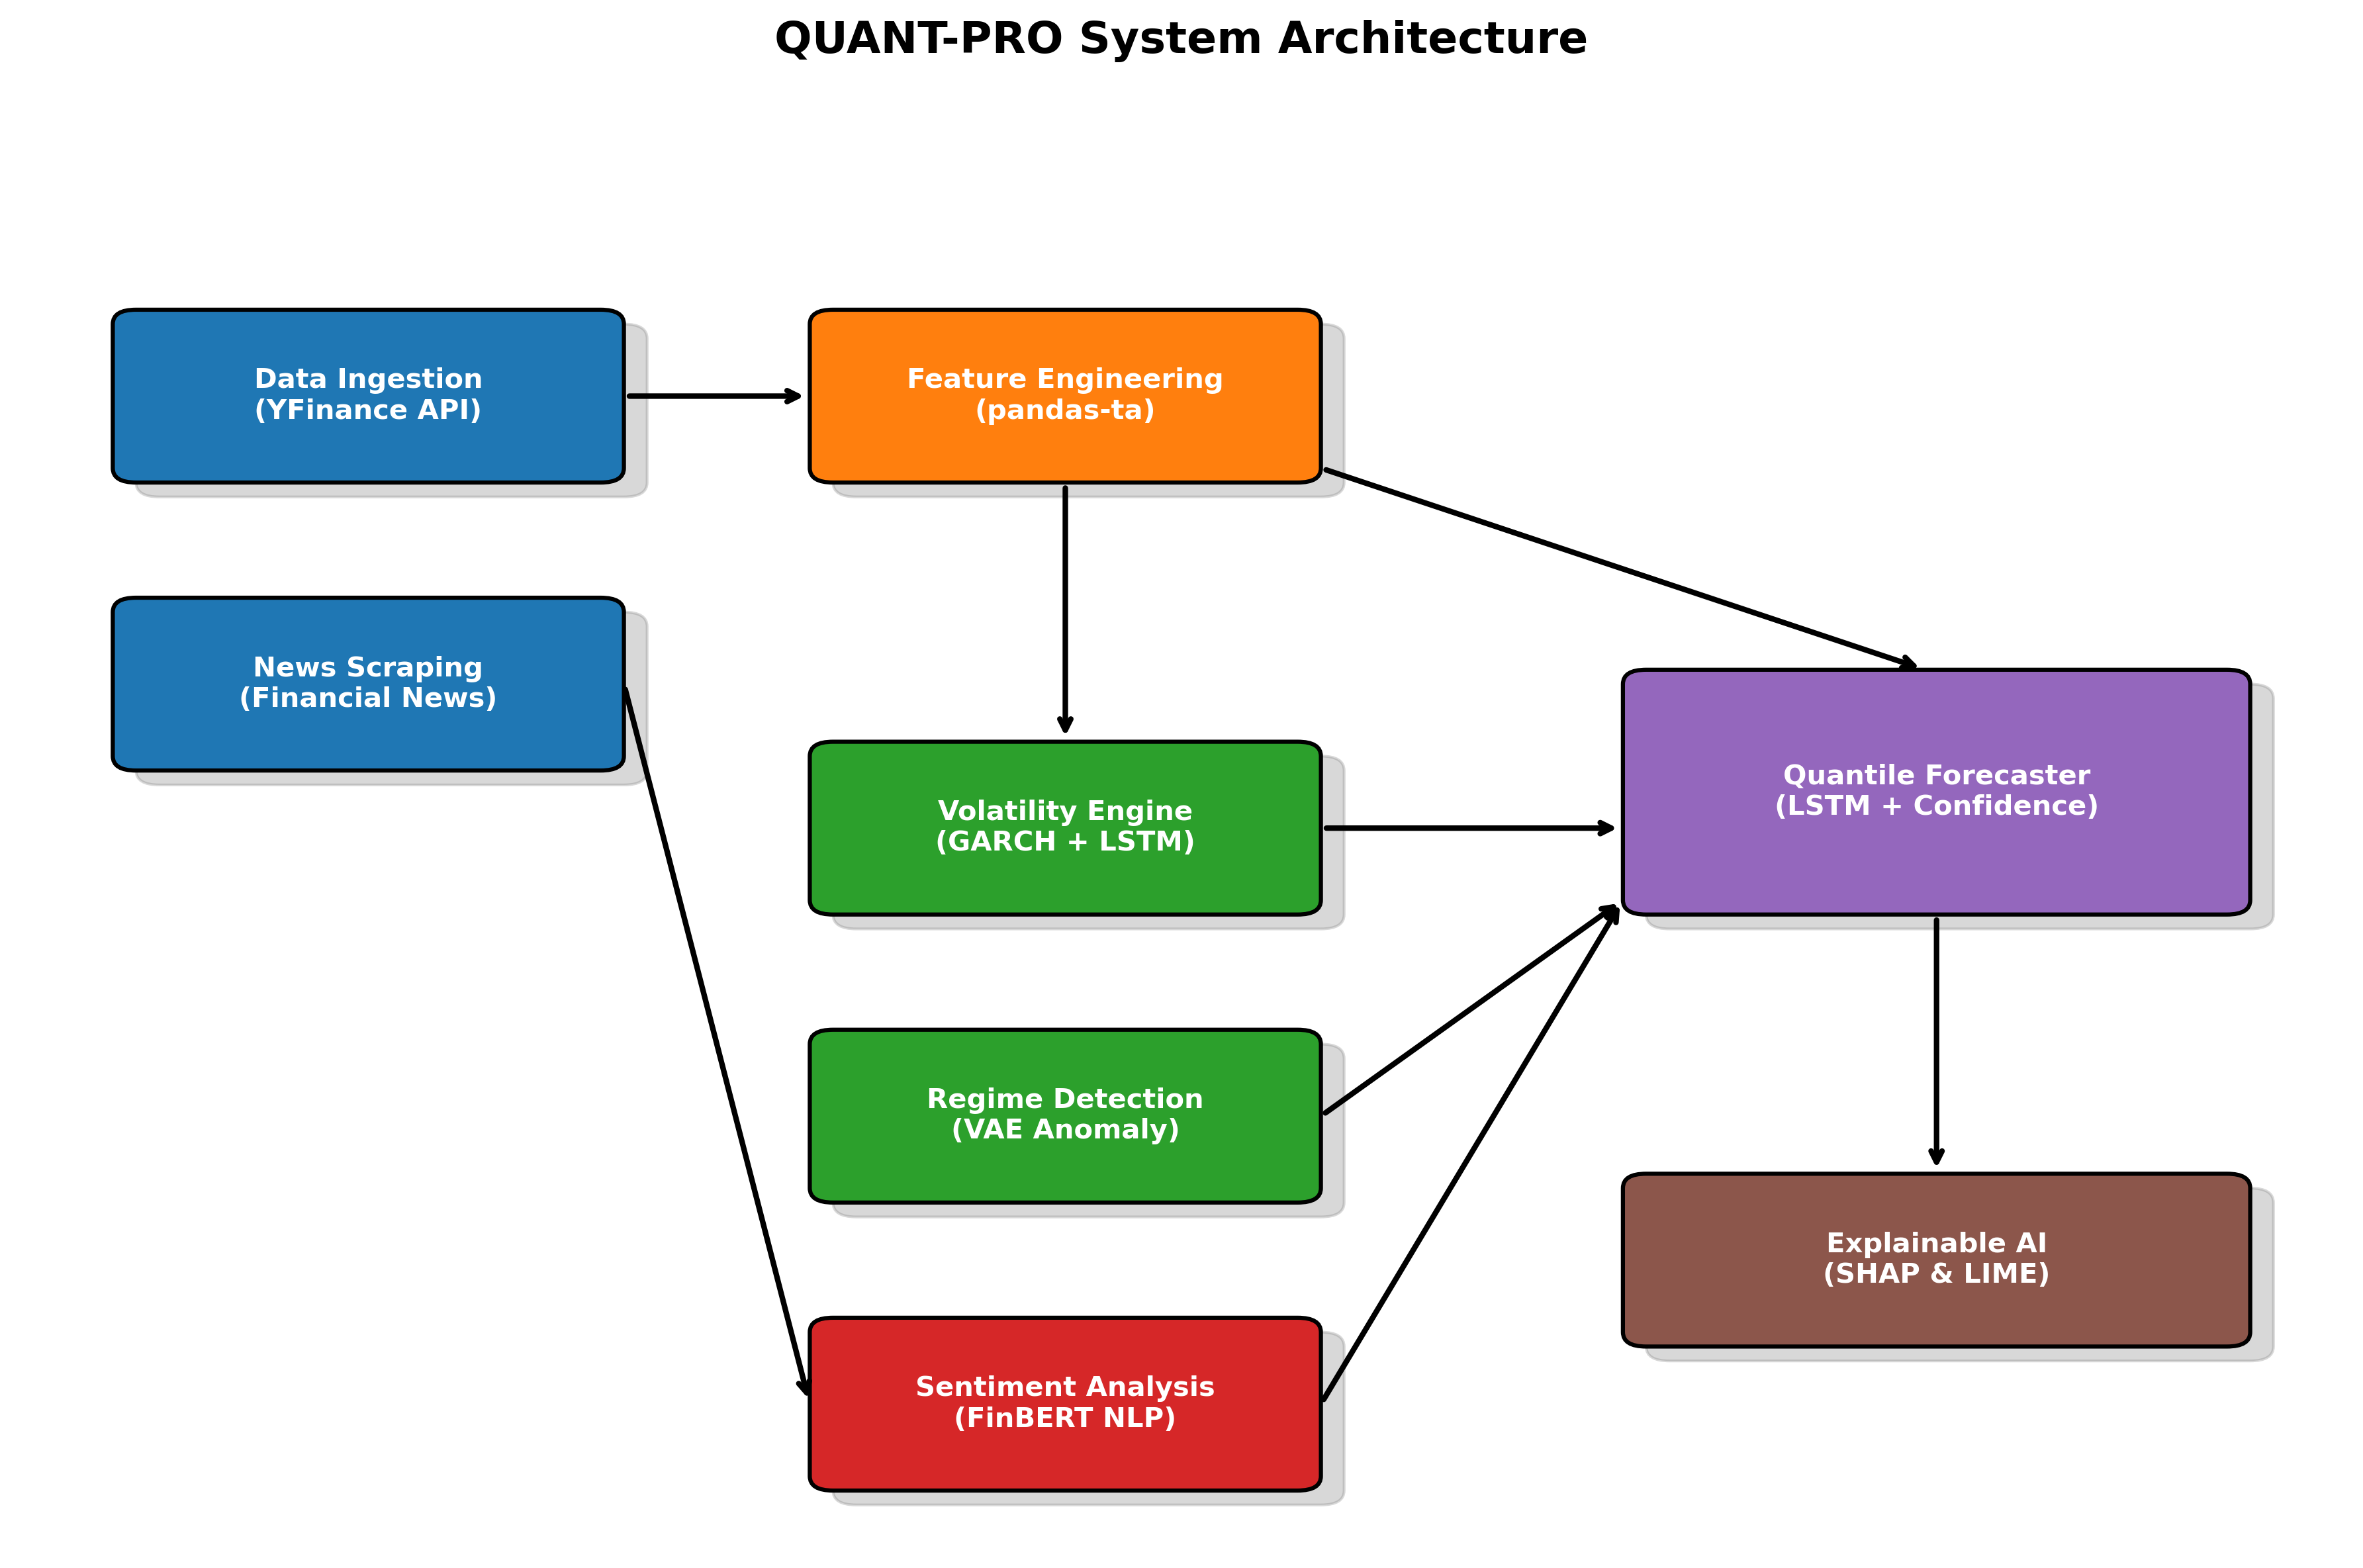 QUANT-PRO System Architecture
Data Ingestion
(YFinance API)
Feature Engineering
(pandas-ta)
News Scraping
(Financial News)
Volatility Engine
(GARCH + LSTM)
Quantile Forecaster
(LSTM + Confidence)
Regime Detection
(VAE Anomaly)
Explainable AI
(SHAP & LIME)
Sentiment Analysis
(FinBERT NLP)